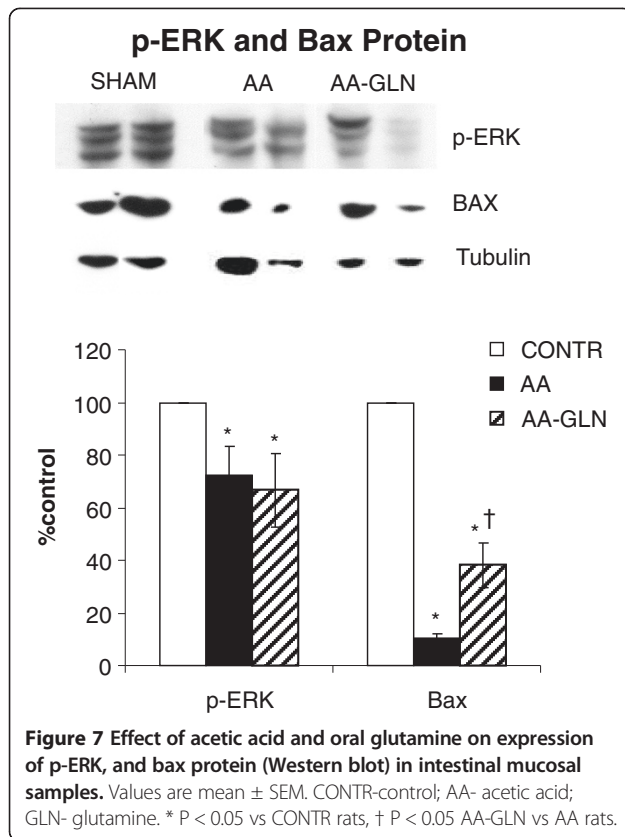 p-ERK and Bax Protein
SHAM AA AA-GLN
p-ERK
BAX
Tubulin
120
100
80
60
40
20
0
%control
CONTR
AA
AA-GLN
* *
* * †
p-ERK Bax
Figure 7 Effect of acetic acid and oral glutamine on expression
of p-ERK, and bax protein (Western blot) in intestinal mucosal
samples. Values are mean ± SEM. CONTR-control; AA- acetic acid;
GLN- glutamine. * P < 0.05 vs CONTR rats, † P < 0.05 AA-GLN vs AA rats.